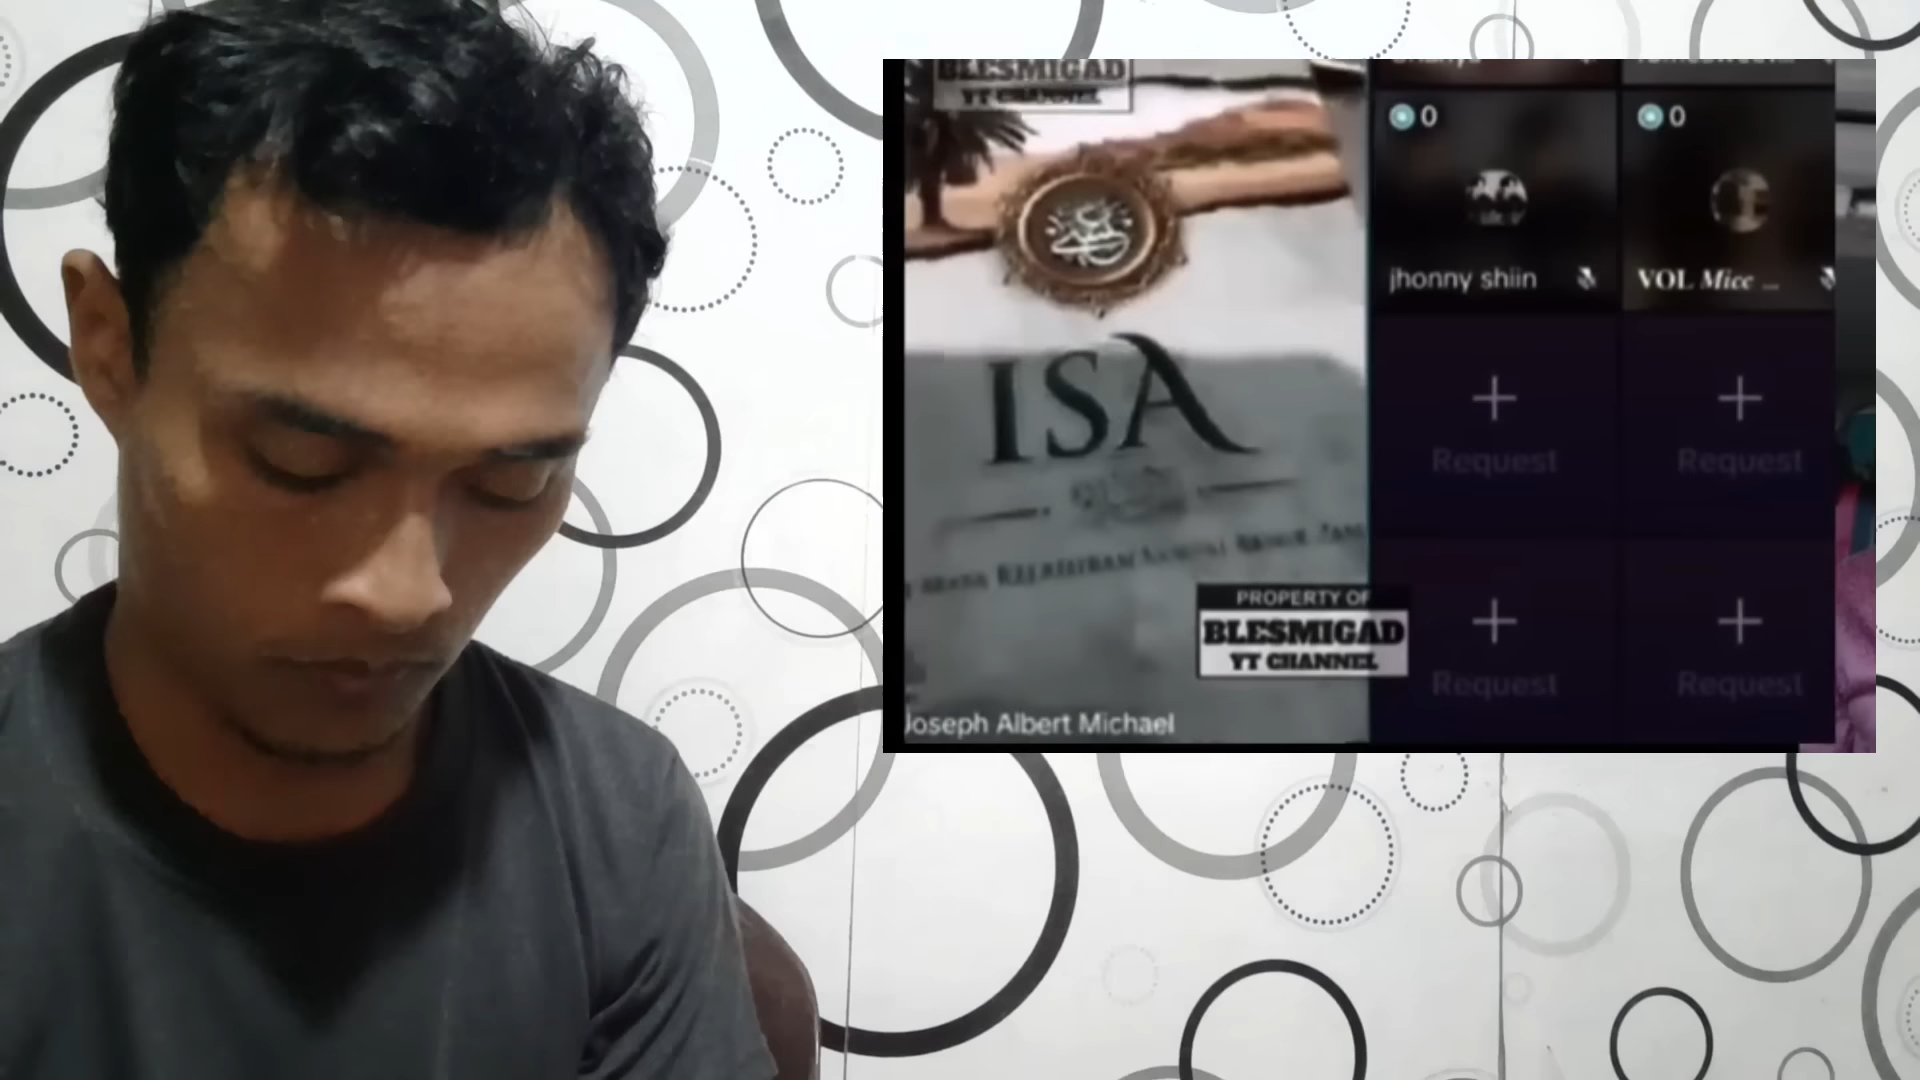 BLESMIGAD
YT CHANNEL
0
0
jhonny shiin
VOL Micc ...
ISA
Request
Request
PROPERTY OF
BLESMIGAD
YT CHANNEL
Request
Request
Joseph Albert Michael